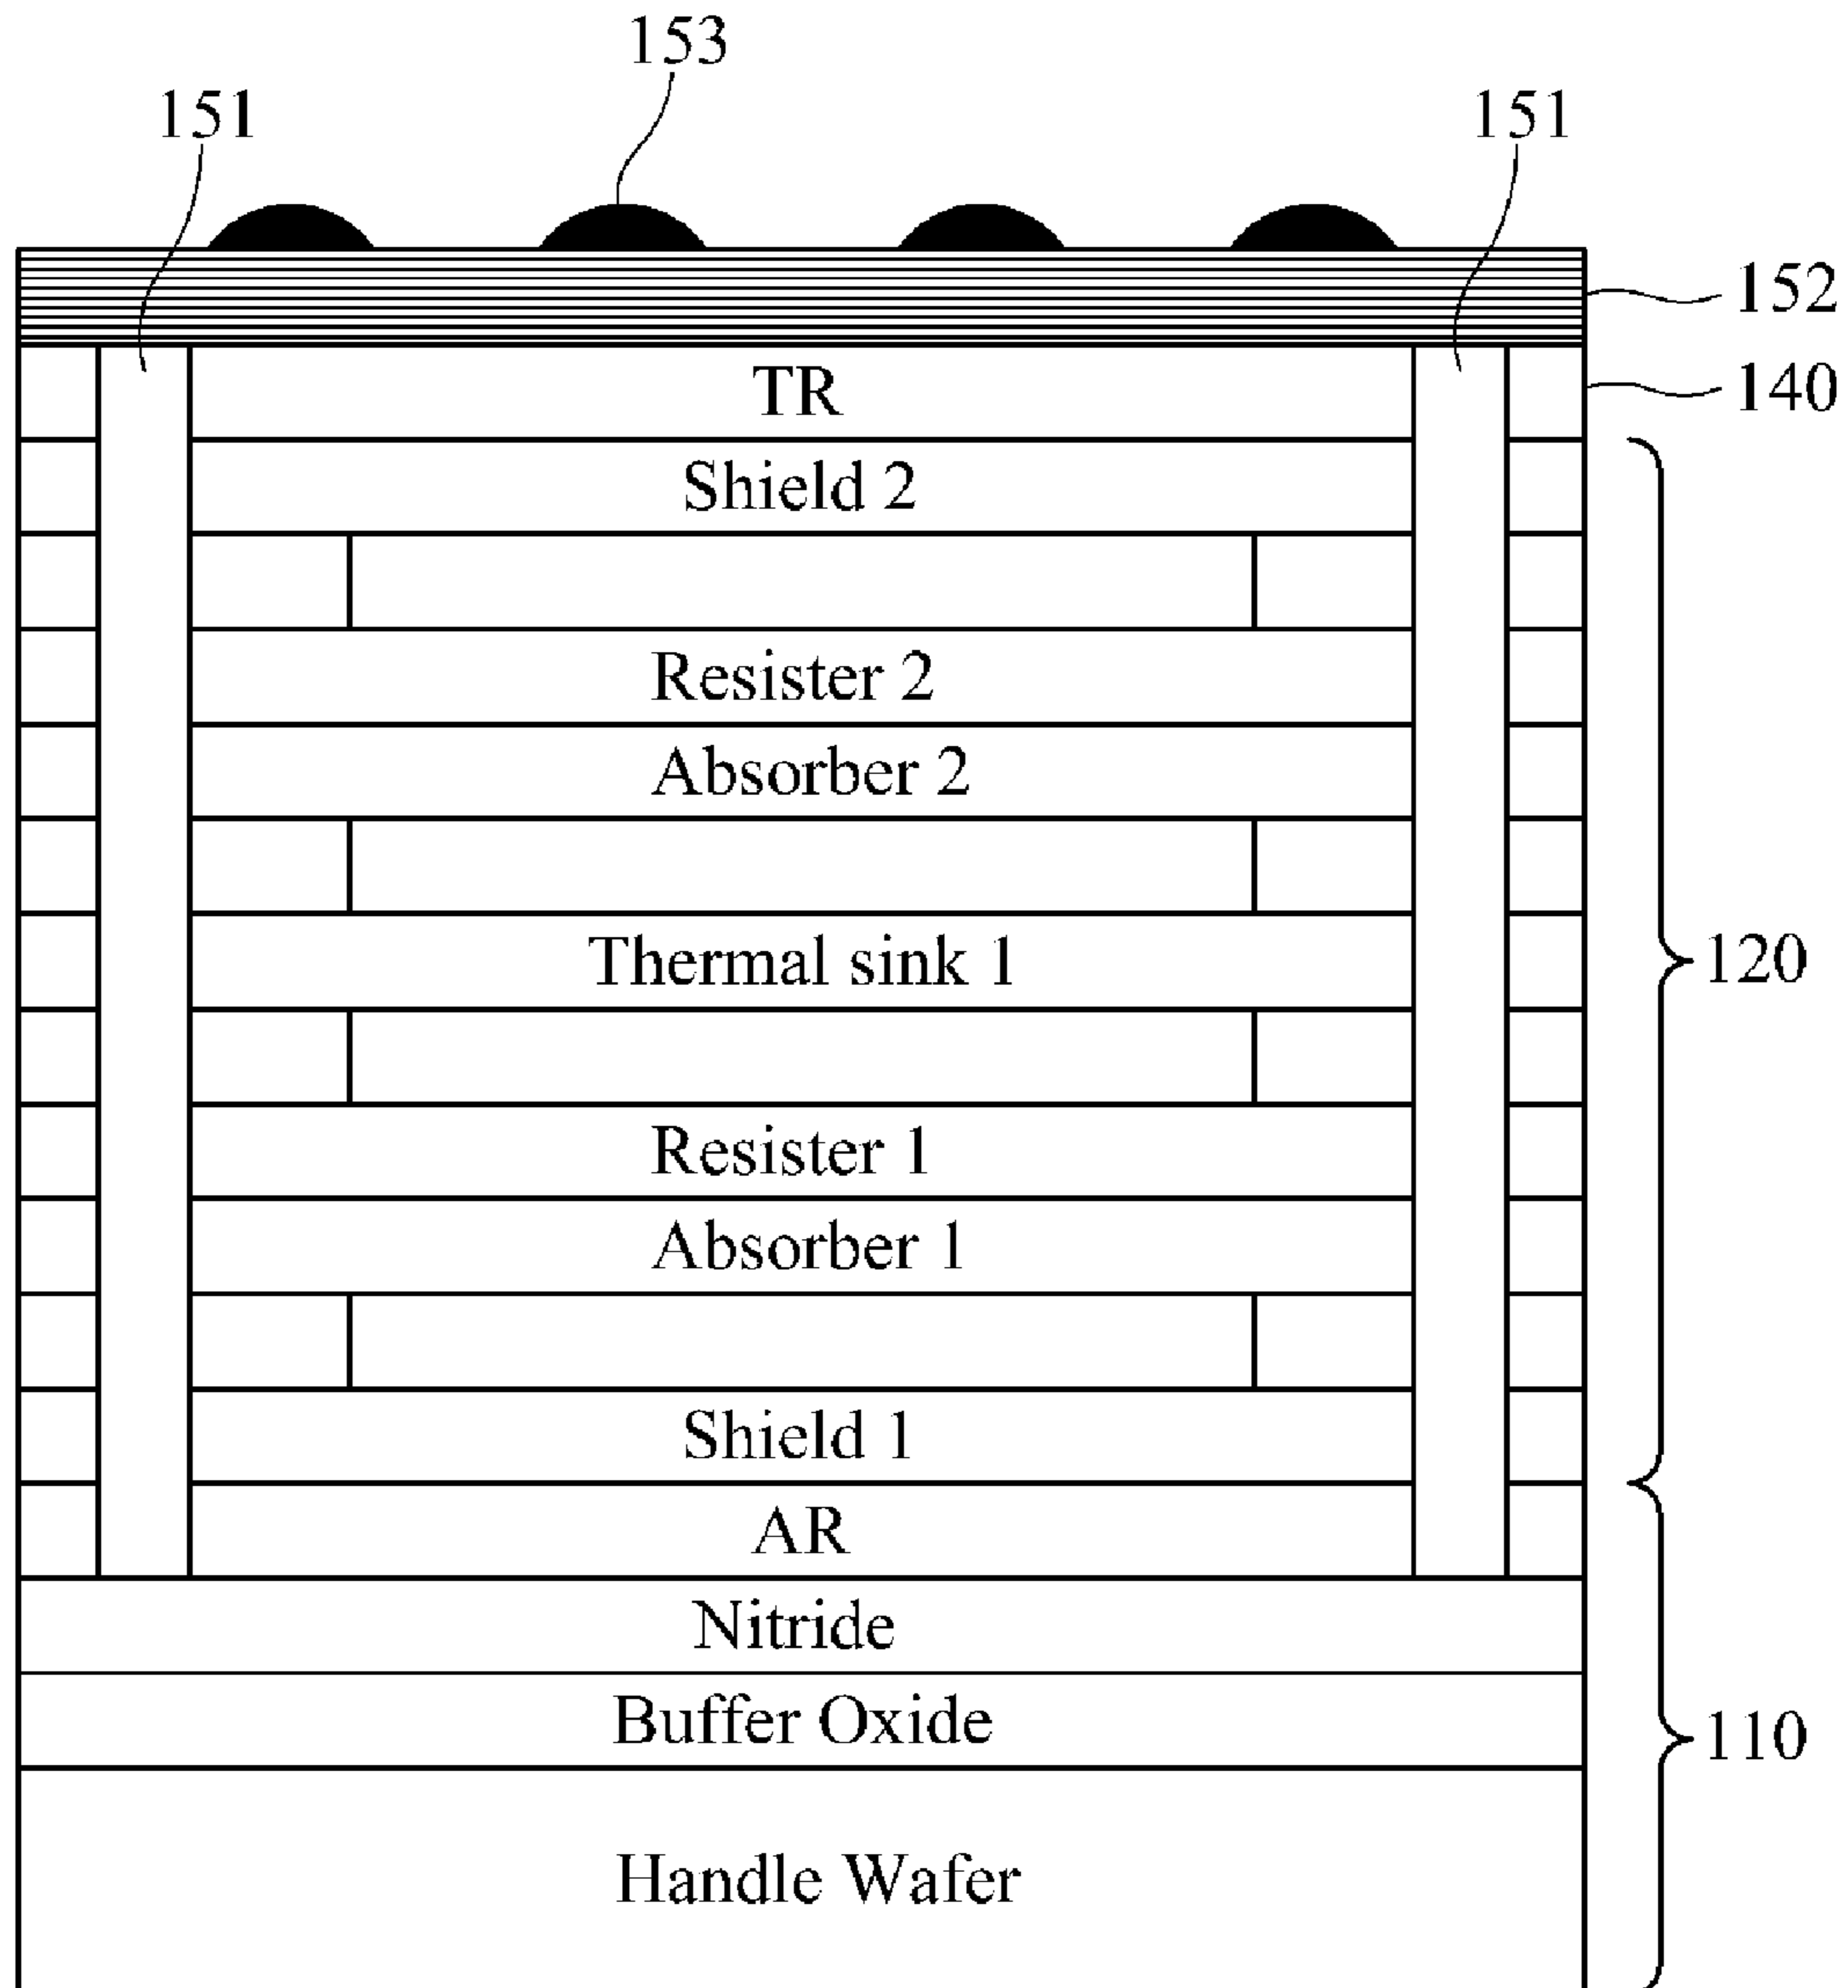 153
151
151
152
TR
140
Shield 2
Resister 2
Absorber 2
Thermal sink 1
120
Resister 1
Absorber 1
Shield 1
AR
Nitride
Buffer Oxide
110
Handle Wafer